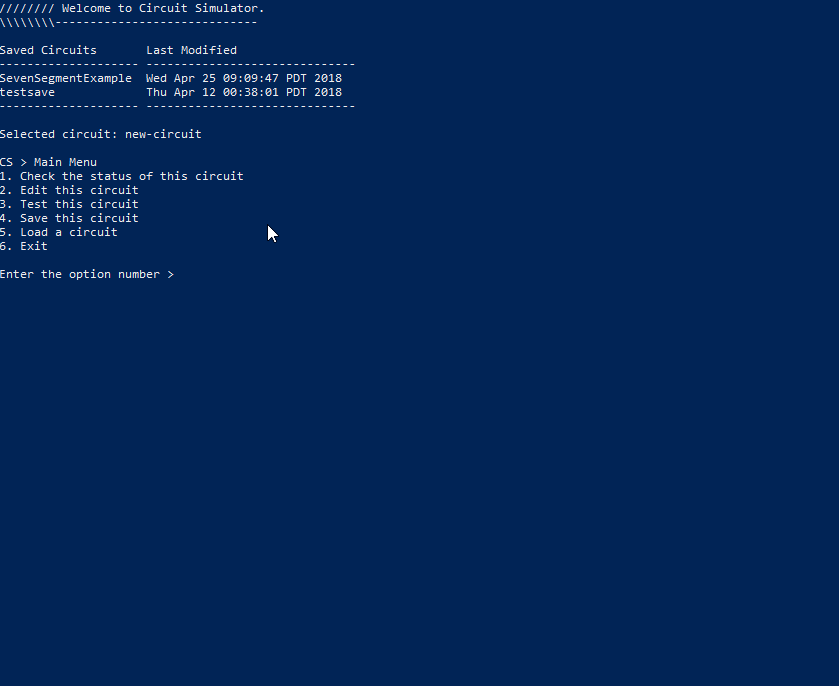 //////// Welcome to Circuit Simulator.
\\\\\\\\-----------------------------
Saved Circuits       Last Modified
-------------------- ------------------------------
SevenSegmentExample  Wed Apr 25 09:09:47 PDT 2018
testsave             Thu Apr 12 00:38:01 PDT 2018
-------------------- ------------------------------
Selected circuit: new-circuit
CS > Main Menu
1. Check the status of this circuit
2. Edit this circuit
3. Test this circuit
4. Save this circuit
5. Load a circuit
6. Exit
Enter the option number >